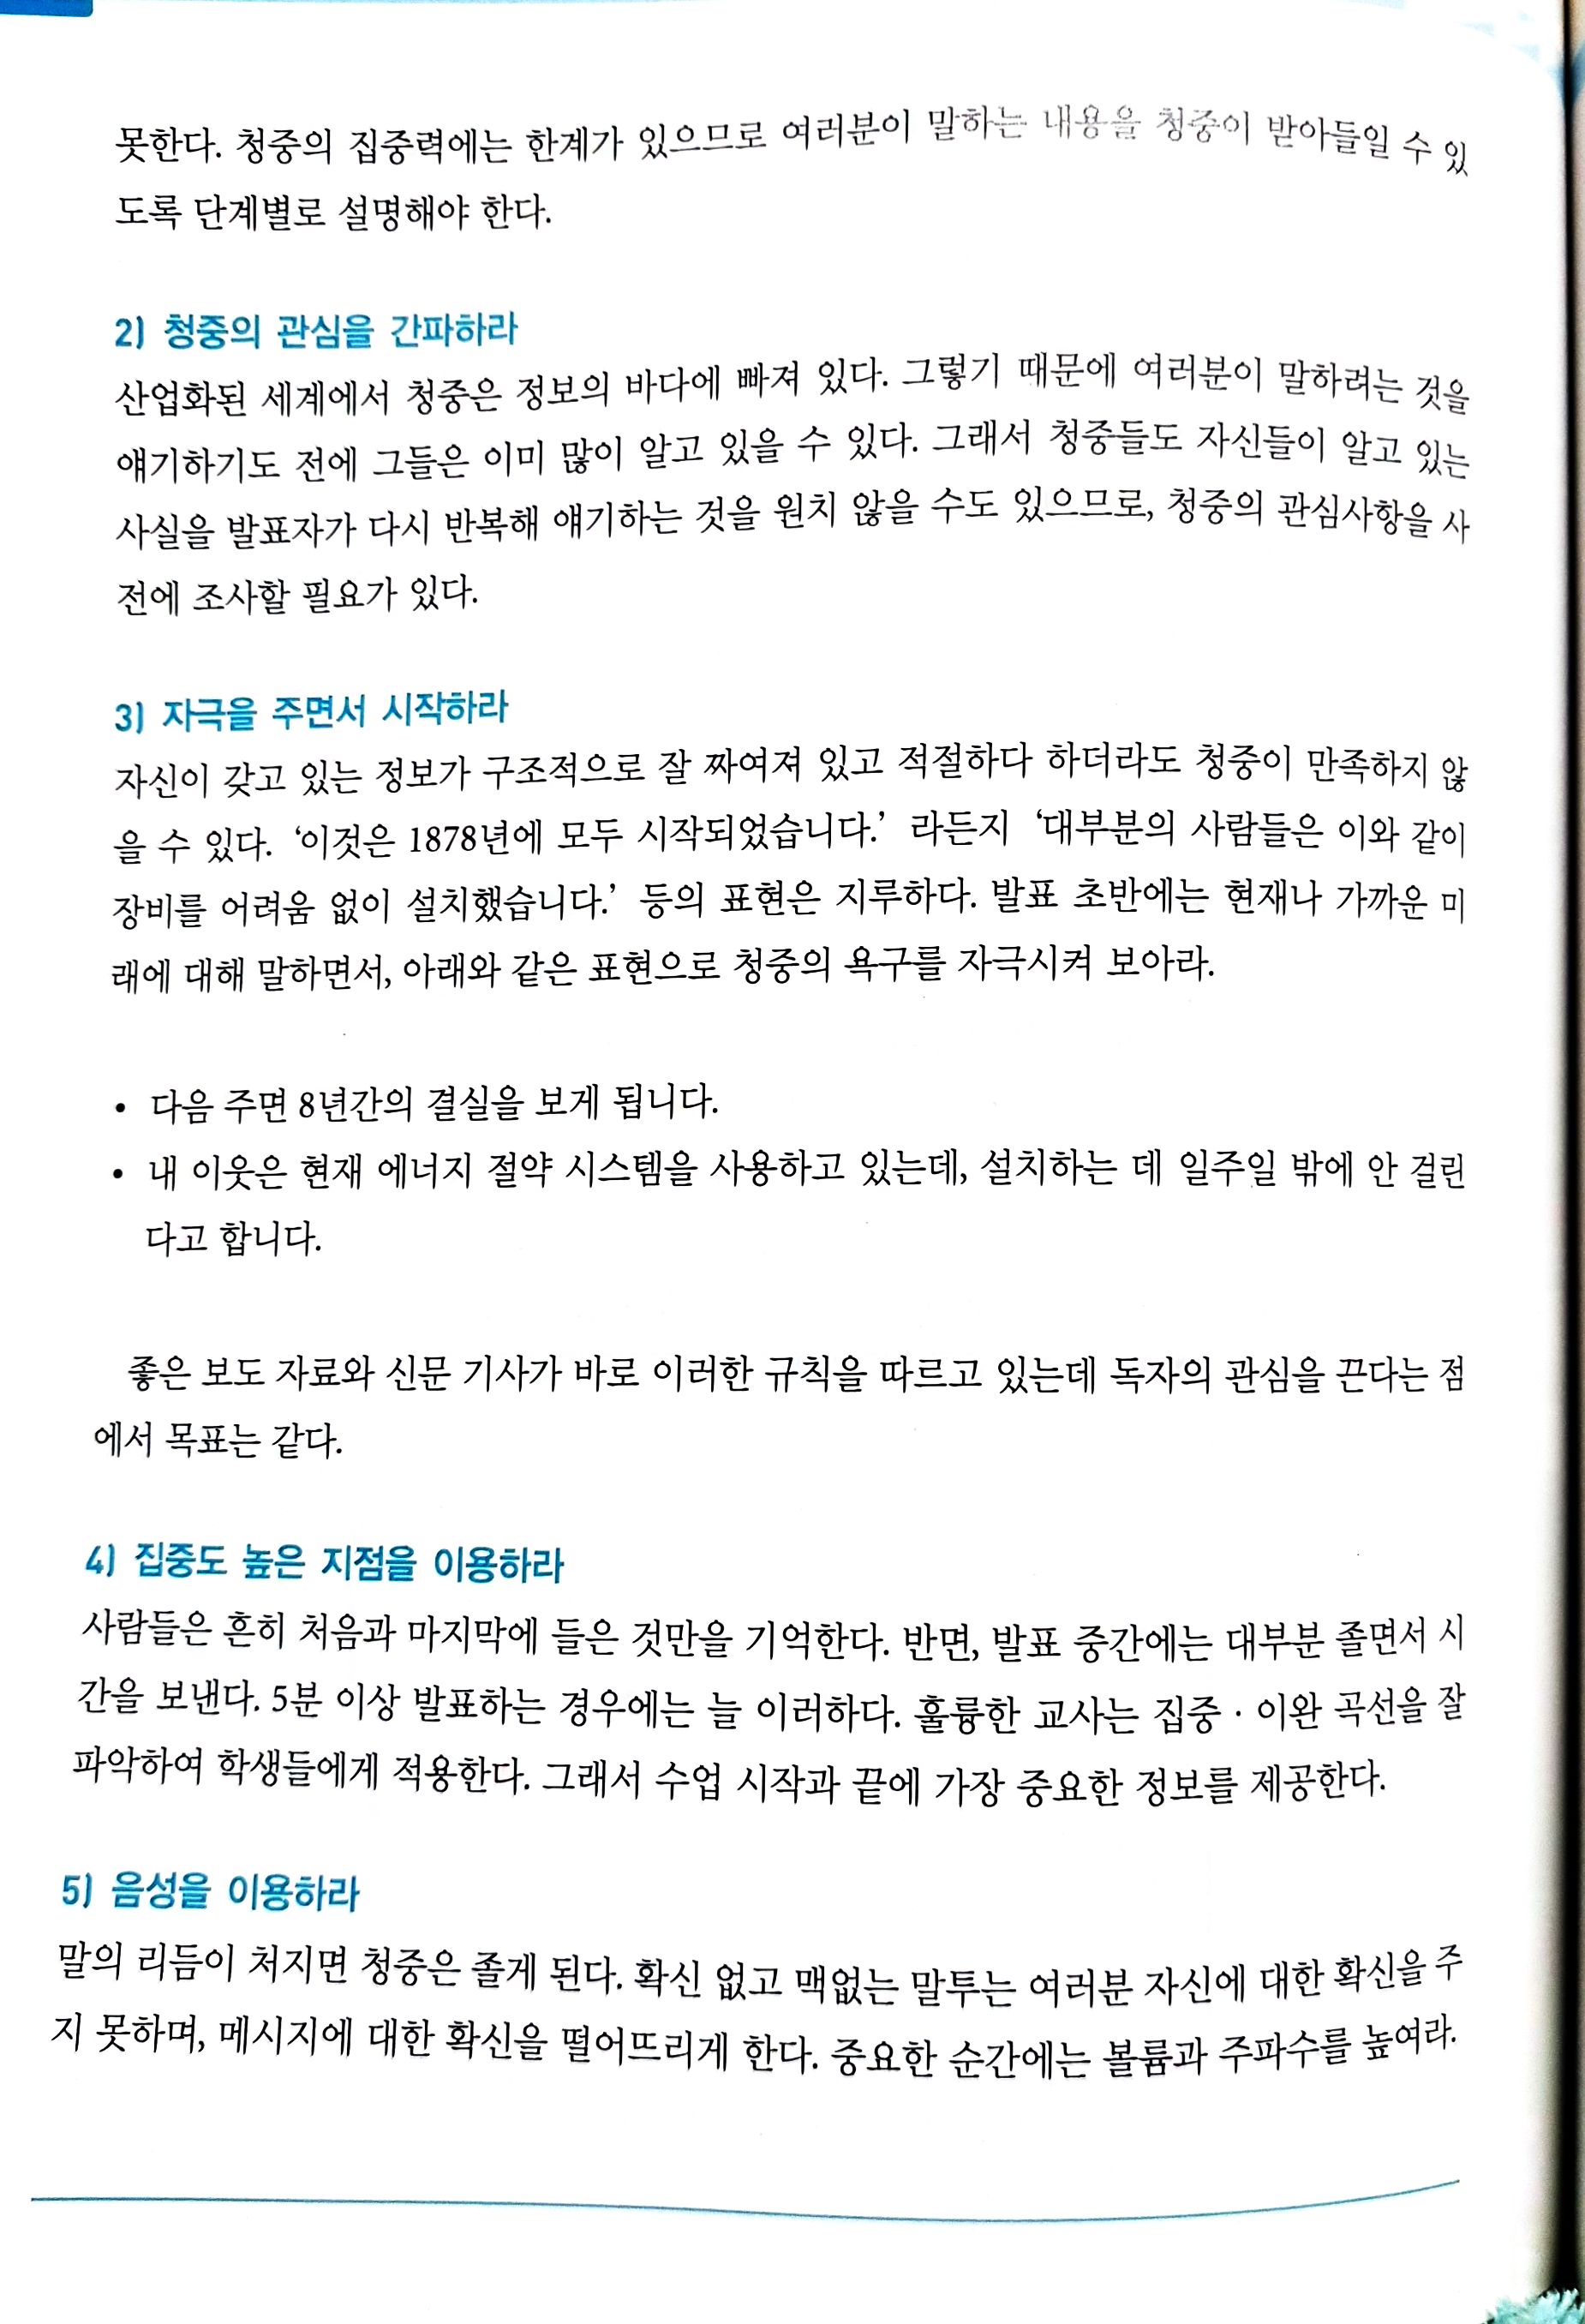 못한다. 청중의 집중력에는 한계가 있으므로 여러분이 말하는 내용을 청중이 받아들일 수 있
도록 단계별로 설명해야 한다.
2) 청중의 관심을 간파하라
산업화된 세계에서 청중은 정보의 바다에 빠져 있다. 그렇기 때문에 여러분이 말하려는 것을
얘기하기도 전에 그들은 이미 많이 알고 있을 수 있다. 그래서 청중들도 자신들이 알고 있는
사실을 발표자가 다시 반복해 얘기하는 것을 원치 않을 수도 있으므로, 청중의 관심사항을 사
전에 조사할 필요가 있다.
3) 자극을 주면서 시작하라
자신이 갖고 있는 정보가 구조적으로 잘 짜여져 있고 적절하다 하더라도 청중이 만족하지 않
을 수 있다. ‘이것은 1878년에 모두 시작되었습니다.’ 라든지 ‘대부분의 사람들은 이와 같이
장비를 어려움 없이 설치했습니다.’ 등의 표현은 지루하다. 발표 초반에는 현재나 가까운 미
래에 대해 말하면서, 아래와 같은 표현으로 청중의 욕구를 자극시켜 보아라.
• 다음 주면 8년간의 결실을 보게 됩니다.
• 내 이웃은 현재 에너지 절약 시스템을 사용하고 있는데, 설치하는 데 일주일 밖에 안 걸린
다고 합니다.
좋은 보도 자료와 신문 기사가 바로 이러한 규칙을 따르고 있는데 독자의 관심을 끈다는 점
에서 목표는 같다.
4) 집중도 높은 지점을 이용하라
사람들은 흔히 처음과 마지막에 들은 것만을 기억한다. 반면, 발표 중간에는 대부분 졸면서 시
간을 보낸다. 5분 이상 발표하는 경우에는 늘 이러하다. 훌륭한 교사는 집중 · 이완 곡선을 잘
파악하여 학생들에게 적용한다. 그래서 수업 시작과 끝에 가장 중요한 정보를 제공한다.
5) 음성을 이용하라
말의 리듬이 처지면 청중은 졸게 된다. 확신 없고 맥없는 말투는 여러분 자신에 대한 확신을 주
지 못하며, 메시지에 대한 확신을 떨어뜨리게 한다. 중요한 순간에는 볼륨과 주파수를 높여라.